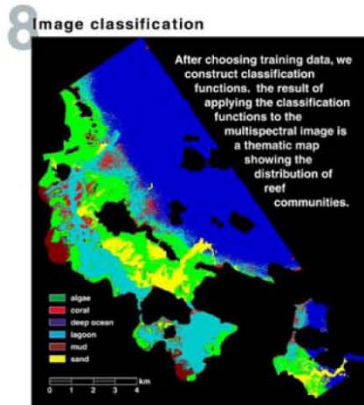 8
Image classification
After choosing training data, we
construct classification
functions. the result of
applying the classification
functions to the
multispectral image is
a thematic map
showing the
distribution of
reef
communities.
algae
coral
deep ocean
lagoon
mud
sand
0 1 2 3 4 km